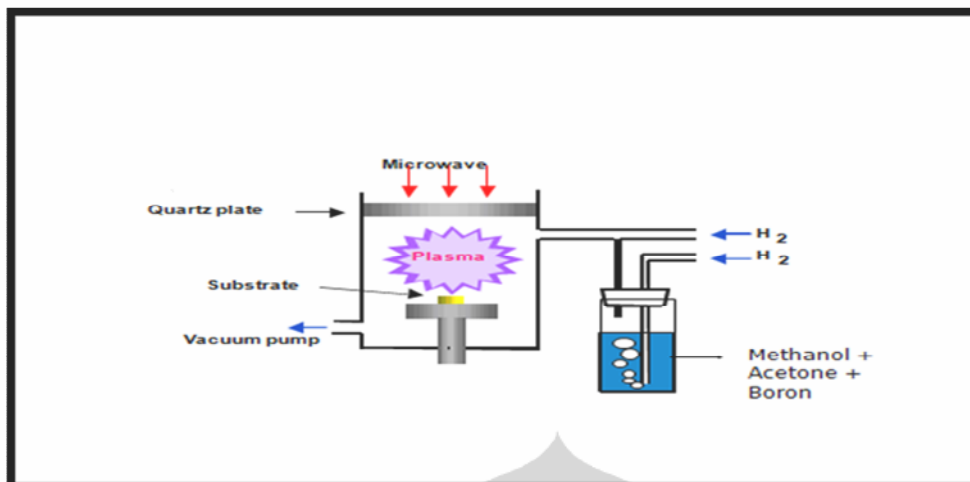 Microwave
Quartz plate
H 2
Plasma
H 2
Substrate
Vacuum pump
Methanol +
Acetone +
Boron